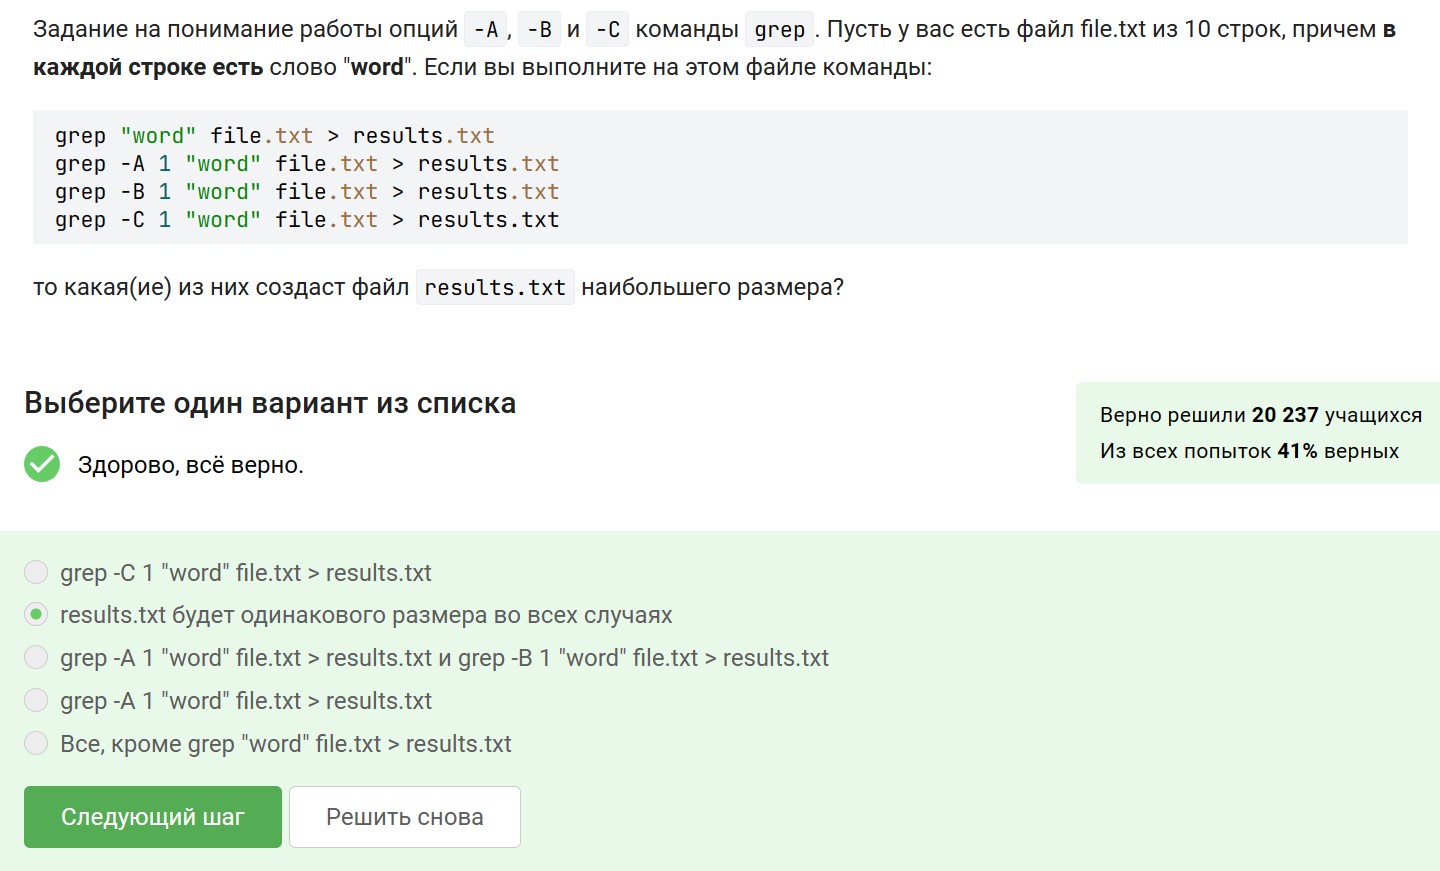 Задание на понимание работы опций -A, -B и -C команды grep. Пусть у вас есть файл file.txt из 10 строк, причем в
каждой строке есть слово "word". Если вы выполните на этом файле команды:
grep "word" file.txt > results.txt
grep -A 1 "word" file.txt > results.txt
grep -B 1 "word" file.txt > results.txt
grep -C 1 "word" file.txt > results.txt
то какая(ие) из них создаст файл results.txt наибольшего размера?
Выберите один вариант из списка
Здорово, всё верно.
Верно решили 20 237 учащихся
Из всех попыток 41% верных
grep -C 1 "word" file.txt > results.txt
results.txt будет одинакового размера во всех случаях
grep -A 1 "word" file.txt > results.txt и grep -B 1 "word" file.txt > results.txt
grep -A 1 "word" file.txt > results.txt
Все, кроме grep "word" file.txt > results.txt
Следующий шаг
Решить снова